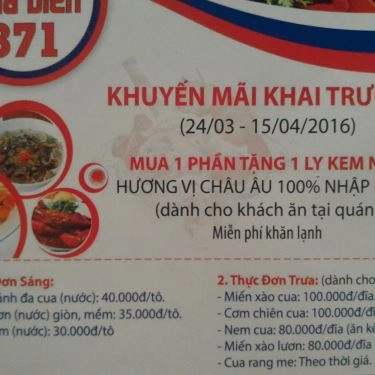 371
KHUYẾN MÃI KHAI
(24/03 - 15/04/2016)
MUA 1 PHẦN TẶNG 1 LY KEM
HƯƠNG VỊ CHÂU ÂU 100% NHẬP
(dành cho khách ăn tại quán
Miễn phí khăn lạnh
Sáng:
đa cua (nước): 40.000đ/tô.
(nước) giòn, mềm: 35.000đ/tô.
(nước): 30.000đ/tô
2. Thực Đơn Trưa: (dành cho
- Miến xào cua: 100.000đ/đĩa
- Cơm chiên cua: 100.000đ/
- Nem cua: 80.000đ/đĩa (ăn
- Miến xào lươn: 80.000đ/đĩa
- Cua rang me: Theo thời giá.